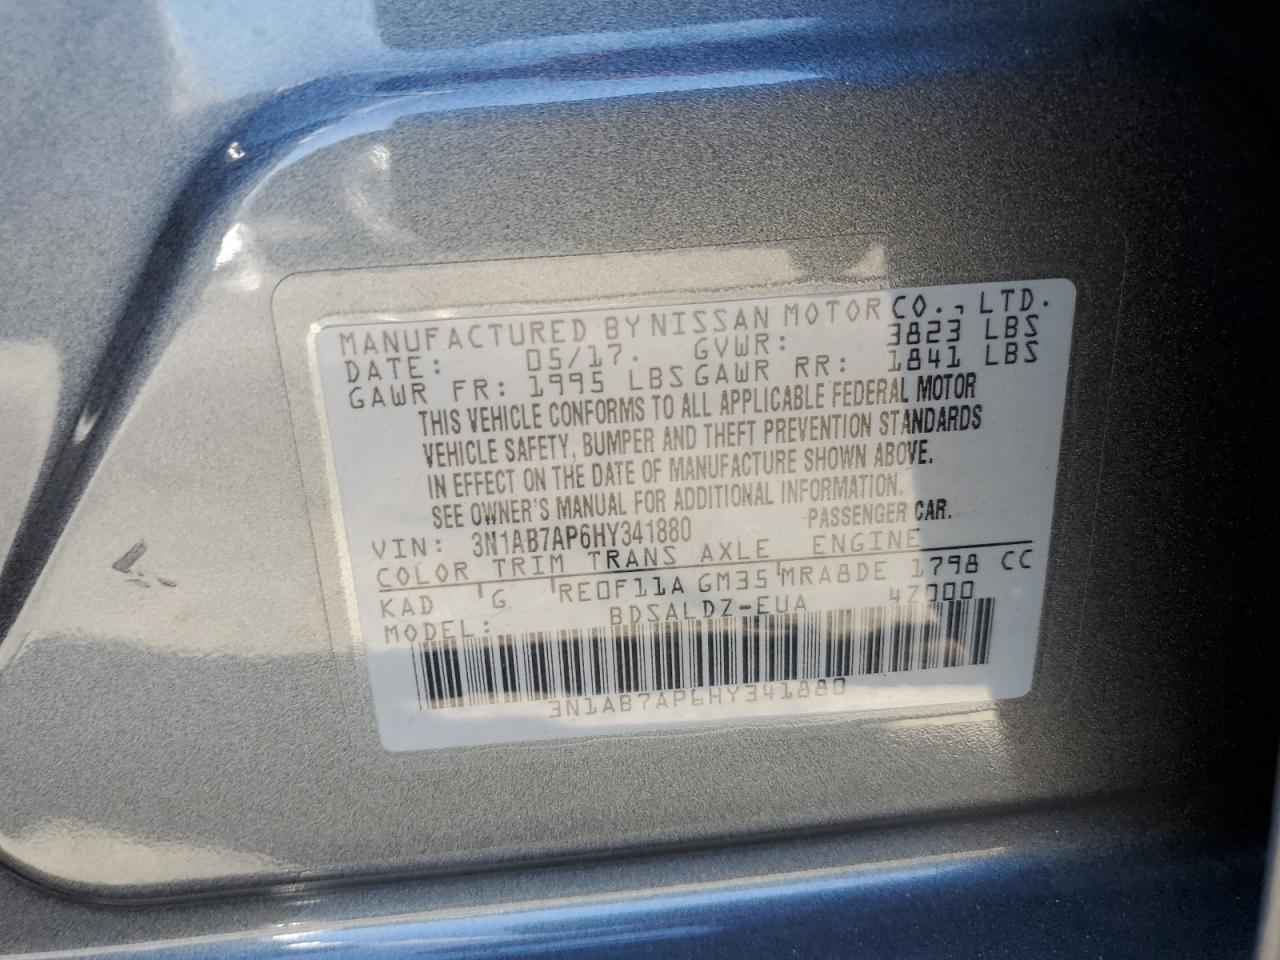 MANUFACTURED BY NISSAN MOTOR CO., LTD.
DATE: 05/17. GVWR: 3823 LBS
GAWR FR: 1995 LBS GAWR RR: 1841 LBS
THIS VEHICLE CONFORMS TO ALL APPLICABLE FEDERAL MOTOR
VEHICLE SAFETY, BUMPER AND THEFT PREVENTION STANDARDS
IN EFFECT ON THE DATE OF MANUFACTURE SHOWN ABOVE.
SEE OWNER'S MANUAL FOR ADDITIONAL INFORMATION.
VIN: 3N1AB7AP6HY341880 PASSENGER CAR.
COLOR TRIM TRANS AXLE ENGINE
KAD G RE0F11A GM35 MRA8DE 1798 CC
MODEL: BDSALDZ-EUA 47000
3N1AB7AP6HY341880